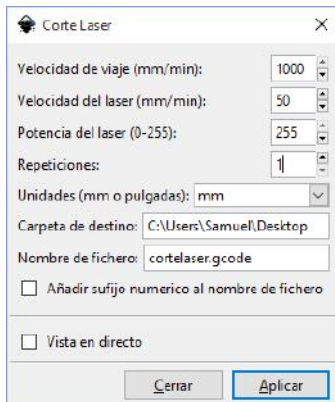 Corte Laser
Velocidad de viaje (mm/min): 1000
Velocidad del laser (mm/min): 50
Potencia del laser (0-255): 255
Repeticiones: 1
Unidades (mm o pulgadas): mm
Carpeta de destino: C:\Users\Samuel\Desktop
Nombre de fichero: cortelaser.gcode
Añadir sufijo numerico al nombre de fichero
Vista en directo
Cerrar Aplicar